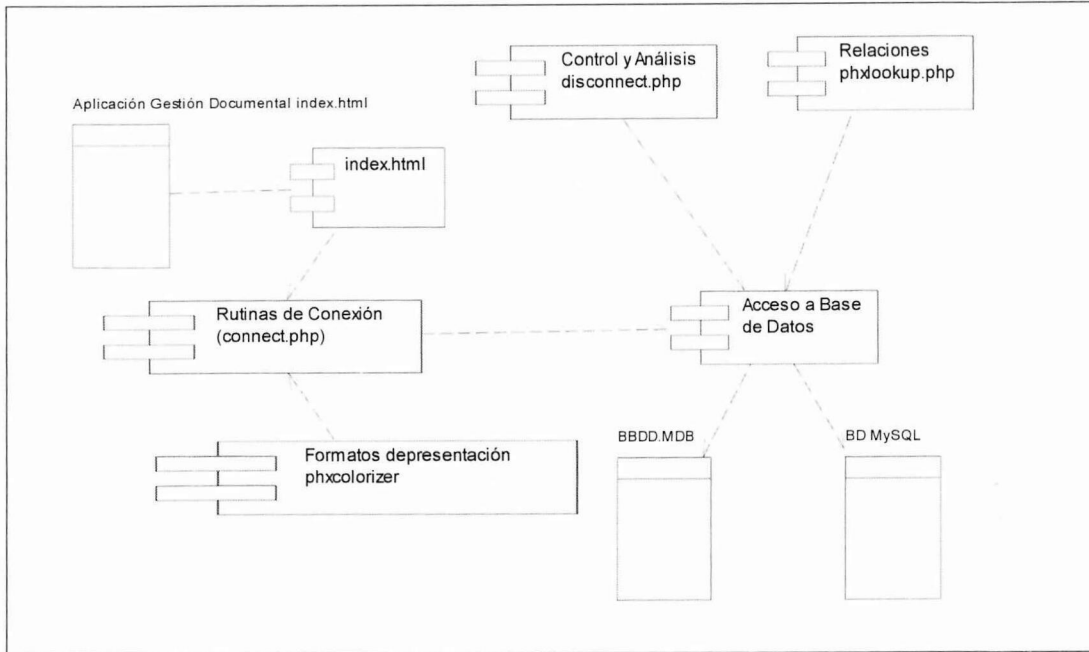 Control y Análisis
disconnect.php
Relaciones
phxlookup.php
Aplicación Gestión Documental index.html
index.html
Rutinas de Conexión
(connect.php)
Acceso a Base
de Datos
Formatos depresentación
phxcolorizer
BBDD.MDB
BD MySQL